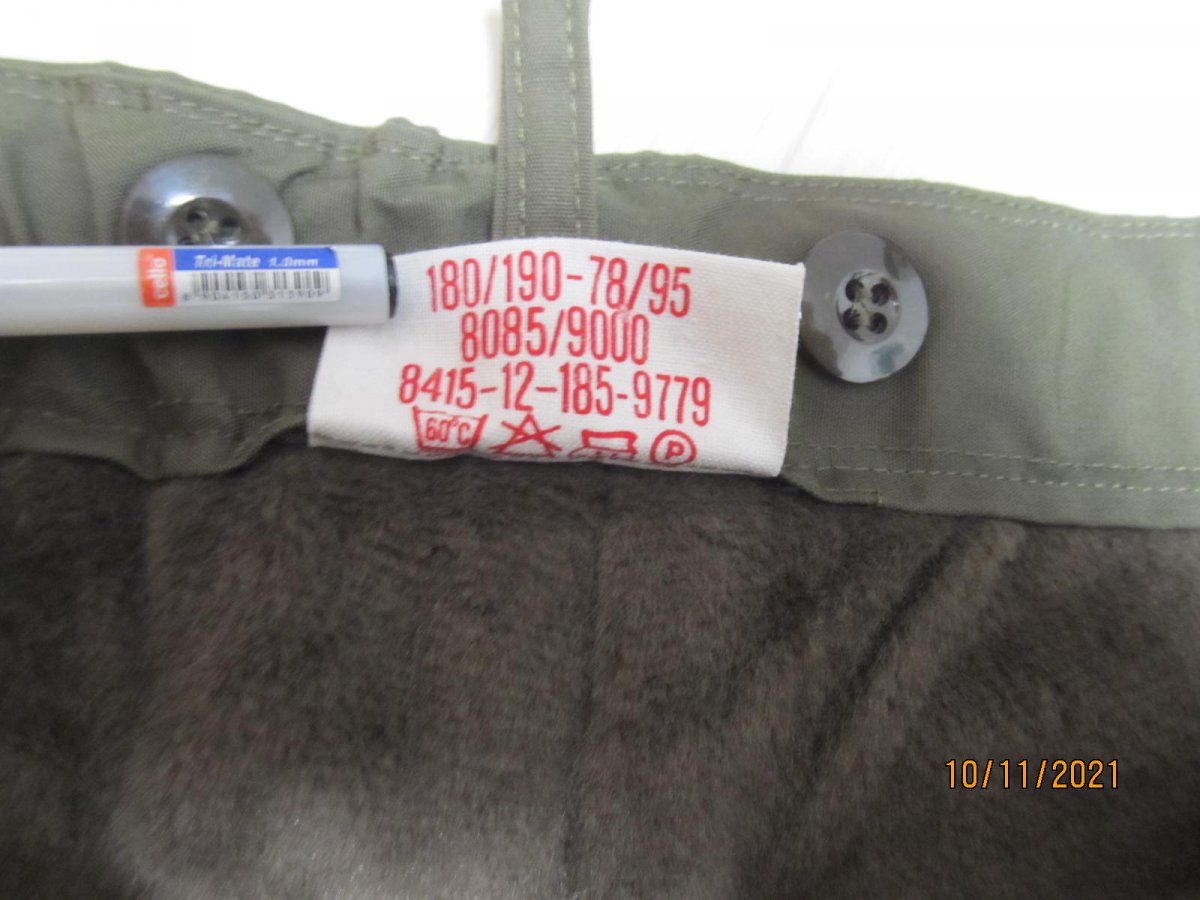 cello Tri-Mate 1.0mm
180/190-78/95
8085/9000
8415-12-185-9779
60°C
P
10/11/2021